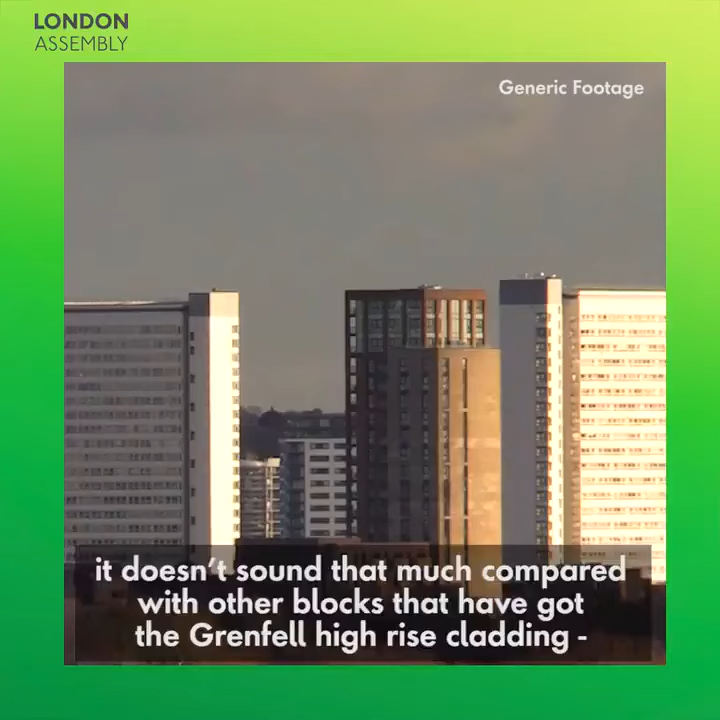 LONDON
ASSEMBLY
Generic Footage
it doesn't sound that much compared
with other blocks that have got
the Grenfell high rise cladding -